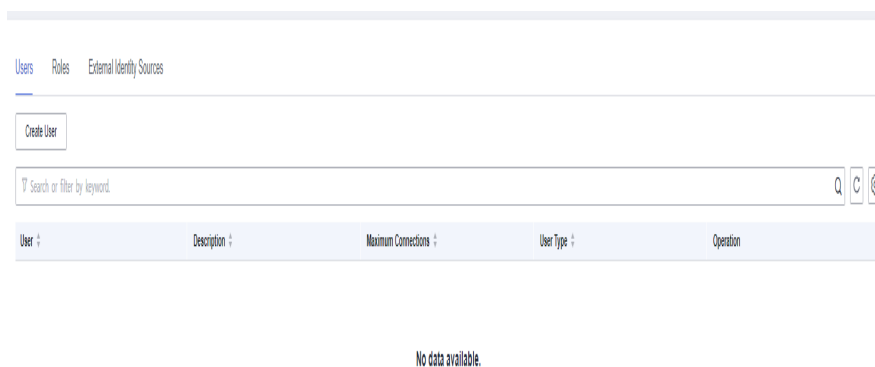 Users Roles External Identity Sources
Create User
Search or filter by keyword.
User Description Maximum Connections User Type Operation
No data available.